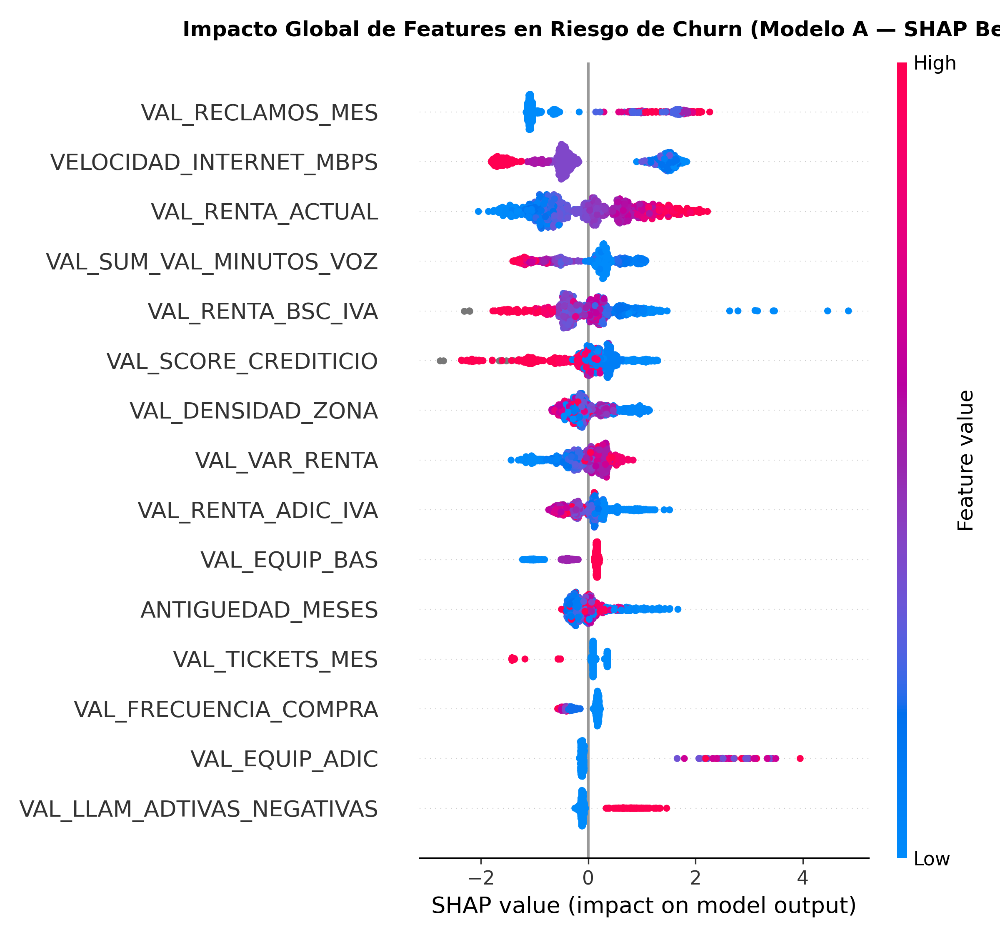 Impacto Global de Features en Riesgo de Churn (Modelo A — SHAP Be
High
VAL_RECLAMOS_MES
VELOCIDAD_INTERNET_MBPS
VAL_RENTA_ACTUAL
VAL_SUM_VAL_MINUTOS_VOZ
VAL_RENTA_BSC_IVA
VAL_SCORE_CREDITICIO
VAL_DENSIDAD_ZONA
VAL_VAR_RENTA
VAL_RENTA_ADIC_IVA
VAL_EQUIP_BAS
ANTIGUEDAD_MESES
VAL_TICKETS_MES
VAL_FRECUENCIA_COMPRA
VAL_EQUIP_ADIC
VAL_LLAM_ADTIVAS_NEGATIVAS
Feature value
Low
−2 0 2 4
SHAP value (impact on model output)